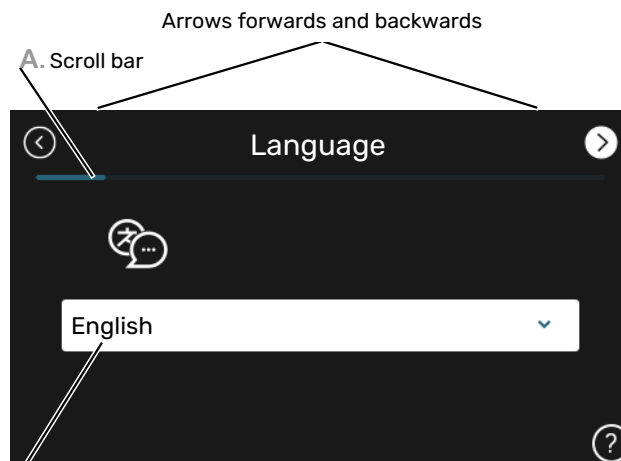 Arrows forwards and backwards
A. Scroll bar
Language
English
?